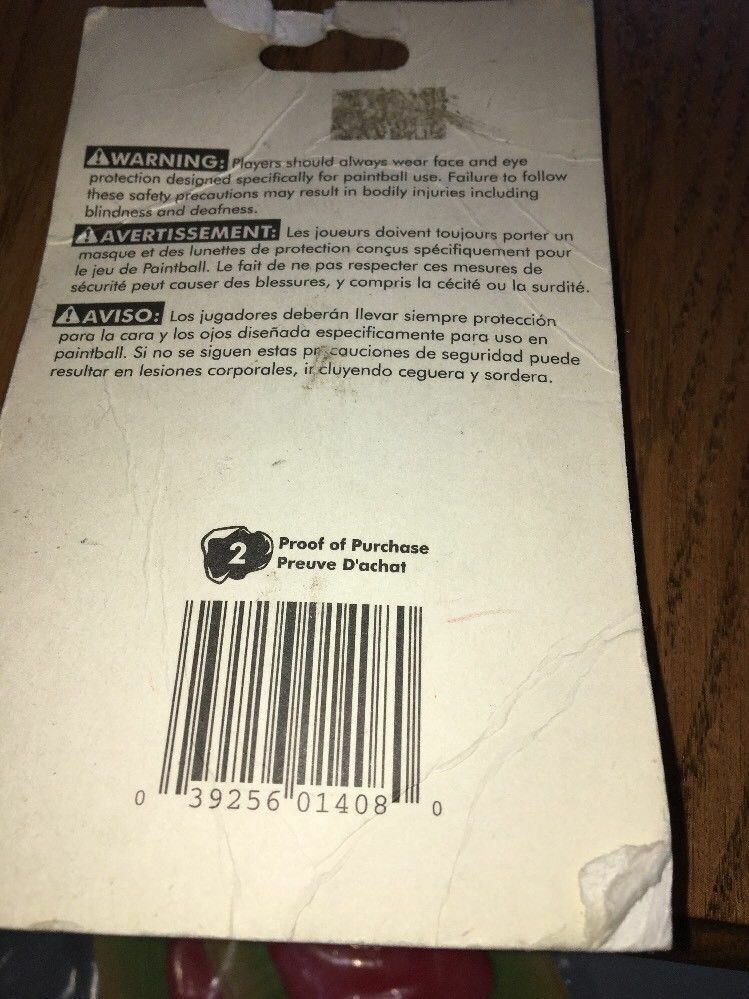 WARNING: Players should always wear face and eye
protection designed specifically for paintball use. Failure to follow
these safety precautions may result in bodily injuries including
blindness and deafness.
AVERTISSEMENT: Les joueurs doivent toujours porter un
masque et des lunettes de protection conçus spécifiquement pour
le jeu de Paintball. Le fait de ne pas respecter ces mesures de
sécurité peut causer des blessures, y compris la cécité ou la surdité.
AVISO: Los jugadores deberán llevar siempre protección
para la cara y los ojos diseñada especificamente para uso en
paintball. Si no se siguen estas precauciones de seguridad puede
resultar en lesiones corporales, incluyendo ceguera y sordera.
2 Proof of Purchase
Preuve D'achat
0 39256 01408 0